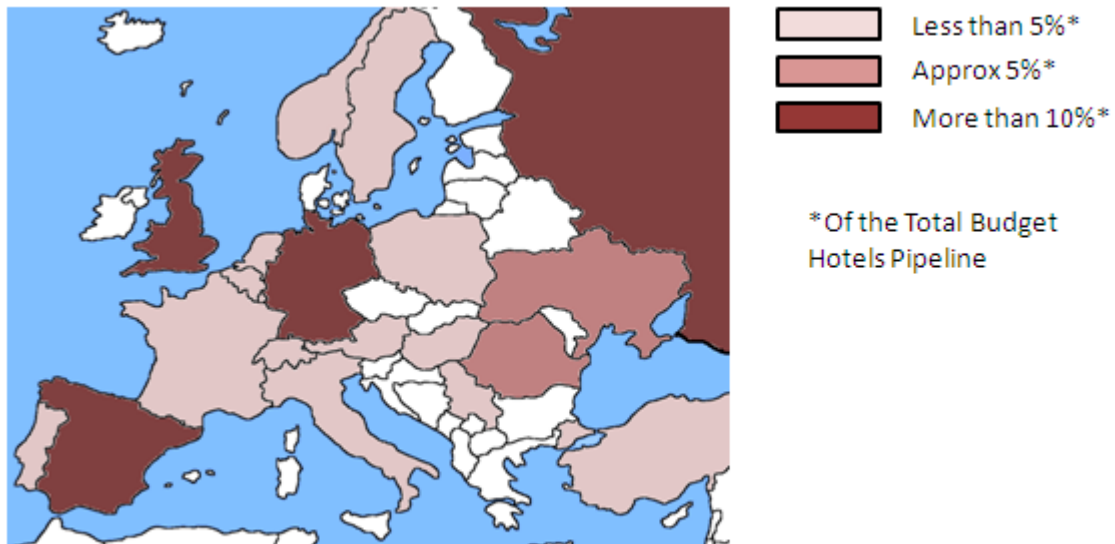 Less than 5%*
Approx 5%*
More than 10%*
*Of the Total Budget
Hotels Pipeline